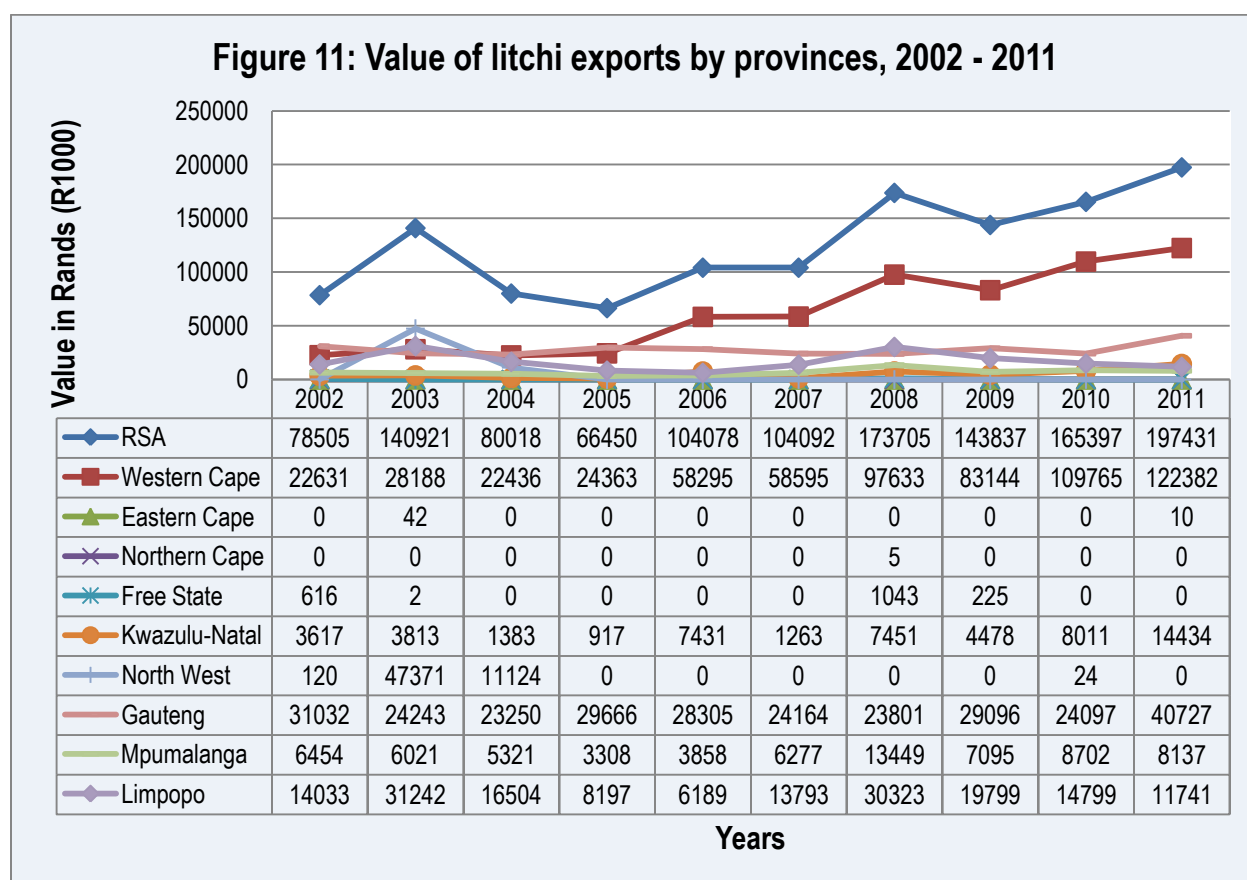 Figure 11: Value of litchi exports by provinces, 2002 - 2011
Value in Rands (R1000)
250000
200000
150000
100000
50000
0
2002 2003 2004 2005 2006 2007 2008 2009 2010 2011
RSA 78505 140921 80018 66450 104078 104092 173705 143837 165397 197431
Western Cape 22631 28188 22436 24363 58295 58595 97633 83144 109765 122382
Eastern Cape 0 42 0 0 0 0 0 0 0 10
Northern Cape 0 0 0 0 0 0 5 0 0 0
Free State 616 2 0 0 0 0 1043 225 0 0
Kwazulu-Natal 3617 3813 1383 917 7431 1263 7451 4478 8011 14434
North West 120 47371 11124 0 0 0 0 0 24 0
Gauteng 31032 24243 23250 29666 28305 24164 23801 29096 24097 40727
Mpumalanga 6454 6021 5321 3308 3858 6277 13449 7095 8702 8137
Limpopo 14033 31242 16504 8197 6189 13793 30323 19799 14799 11741
Years